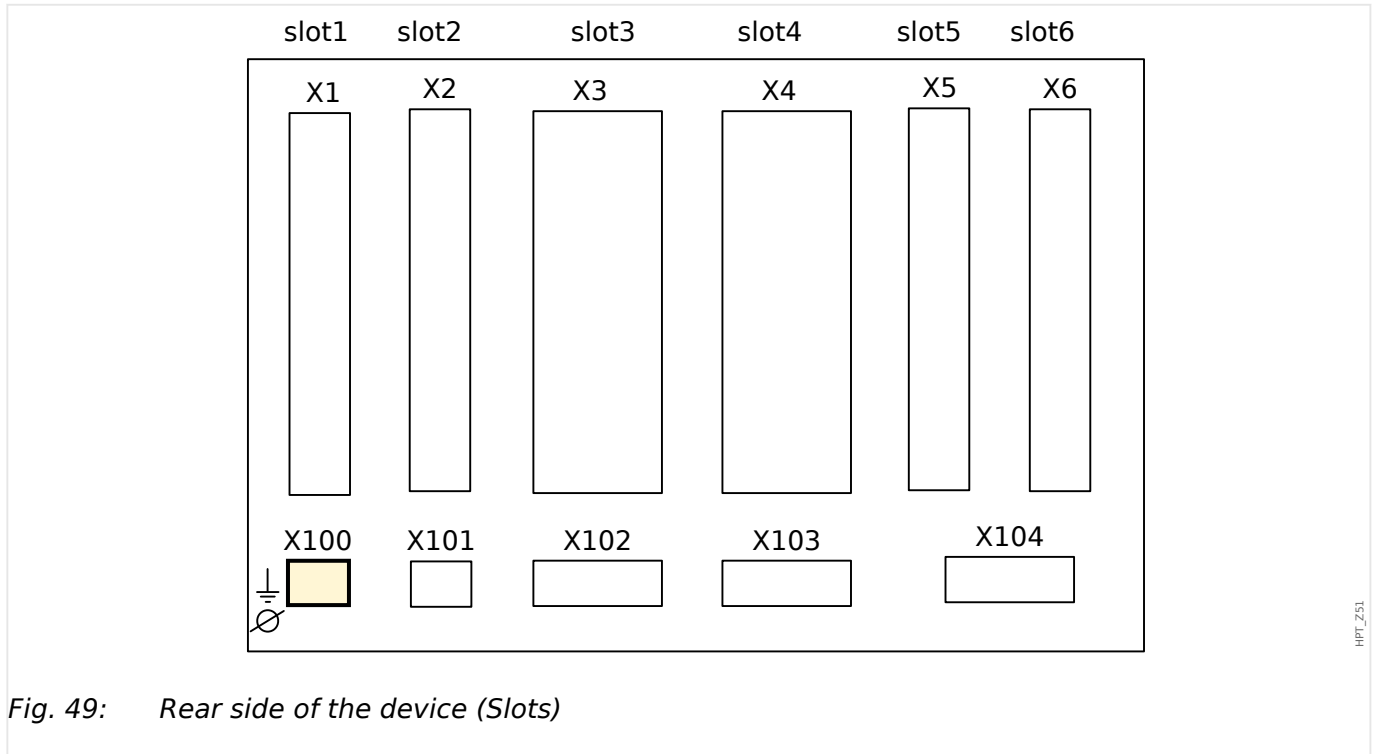 slot1 slot2 slot3 slot4 slot5 slot6
X1 X2 X3 X4 X5 X6
X100 X101 X102 X103 X104
HPT_Z51
Fig. 49: Rear side of the device (Slots)